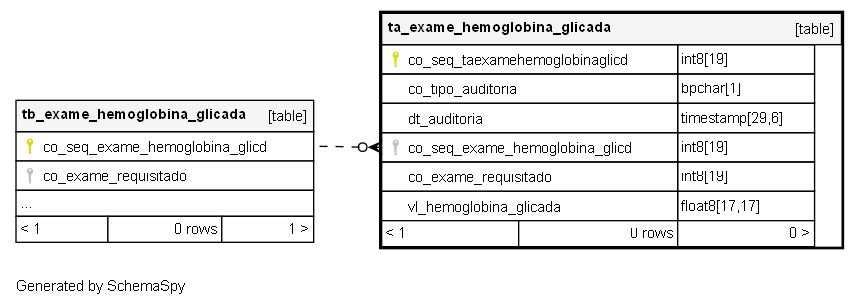 ta_exame_hemoglobina_glicada [table]
co_seq_taexamehemoglobinaglicd int8[19]
co_tipo_auditoria bpchar[1]
dt_auditoria timestamp[29,6]
co_seq_exame_hemoglobina_glicd int8[19]
co_exame_requisitado int8[19]
vl_hemoglobina_glicada float8[17,17]
< 1 0 rows 0 >
tb_exame_hemoglobina_glicada [table]
co_seq_exame_hemoglobina_glicd
co_exame_requisitado
...
< 1 0 rows 1 >
Generated by SchemaSpy